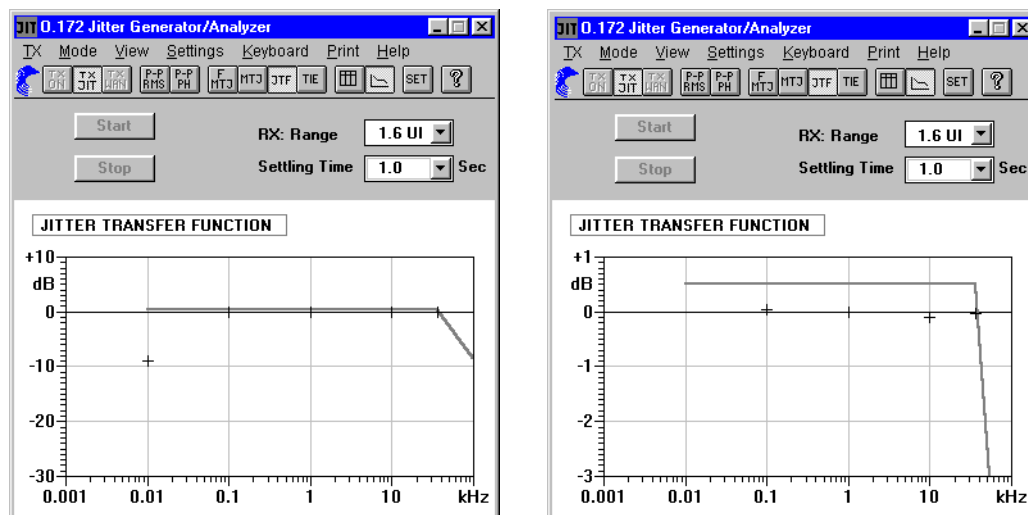 JIT O.172 Jitter Generator/Analyzer
TX Mode View Settings Keyboard Print Help
TX ON TX JIT TX WAN P-P RMS P-P PH F MTJ MTJ JTF TIE SET ?
Start RX: Range 1.6 UI
Stop Settling Time 1.0 Sec
JITTER TRANSFER FUNCTION
+10
dB
0
-10
-20
-30
0.001 0.01 0.1 1 10 kHz
JIT O.172 Jitter Generator/Analyzer
TX Mode View Settings Keyboard Print Help
TX ON TX JIT TX WAN P-P RMS P-P PH F MTJ MTJ JTF TIE SET ?
Start RX: Range 1.6 UI
Stop Settling Time 1.0 Sec
JITTER TRANSFER FUNCTION
+1
dB
0
-1
-2
-3
0.001 0.01 0.1 1 10 kHz